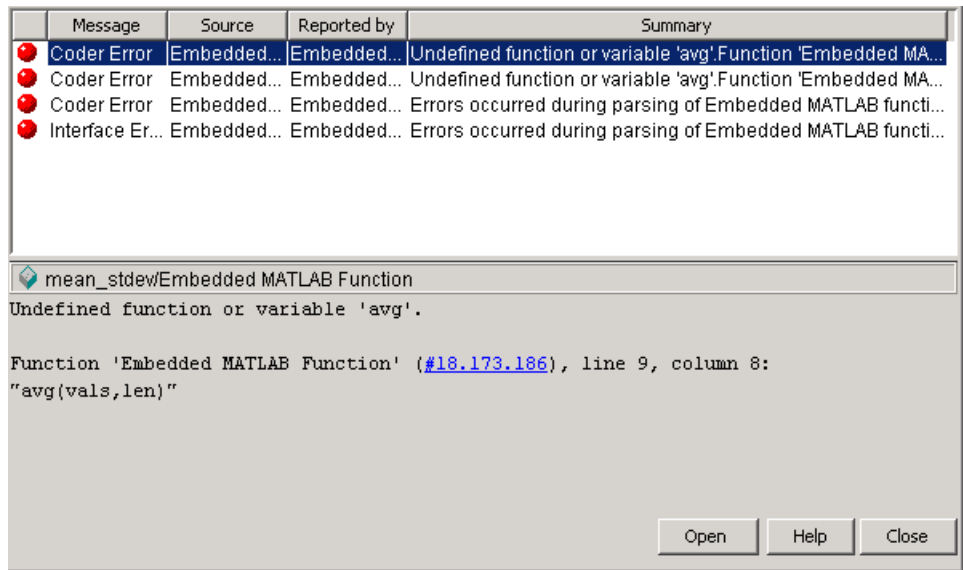 Message Source Reported by Summary
Coder Error Embedded... Embedded... Undefined function or variable 'avg'.Function 'Embedded MA...
Coder Error Embedded... Embedded... Undefined function or variable 'avg'.Function 'Embedded MA...
Coder Error Embedded... Embedded... Errors occurred during parsing of Embedded MATLAB functi...
Interface Er... Embedded... Embedded... Errors occurred during parsing of Embedded MATLAB functi...
mean_stdev/Embedded MATLAB Function
Undefined function or variable 'avg'.
Function 'Embedded MATLAB Function' (#18.173.186), line 9, column 8:
"avg(vals,len)"
Open Help Close